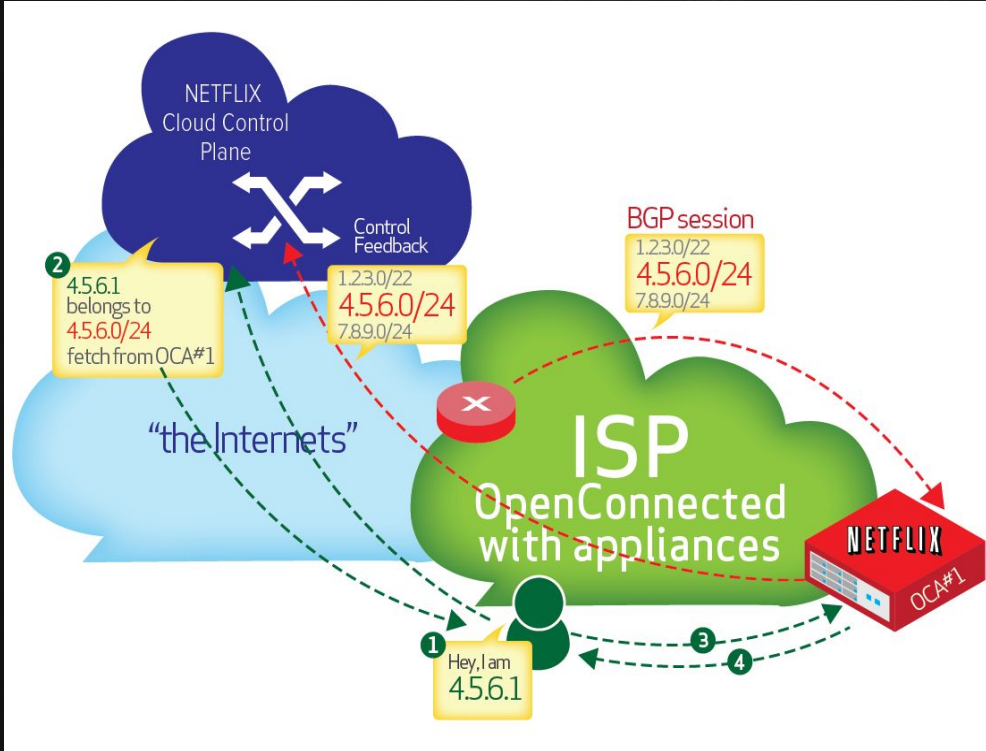 NETFLIX
Cloud Control
Plane
Control
Feedback
BGP session
1.2.3.0/22
4.5.6.0/24
7.8.9.0/24
2
4.5.6.1
belongs to
4.5.6.0/24
fetch from OCA#1
1.2.3.0/22
4.5.6.0/24
7.8.9.0/24
X
"the Internets"
ISP
OpenConnected
with appliances
NETFLIX
OCA#1
1
Hey, I am
4.5.6.1
3
4